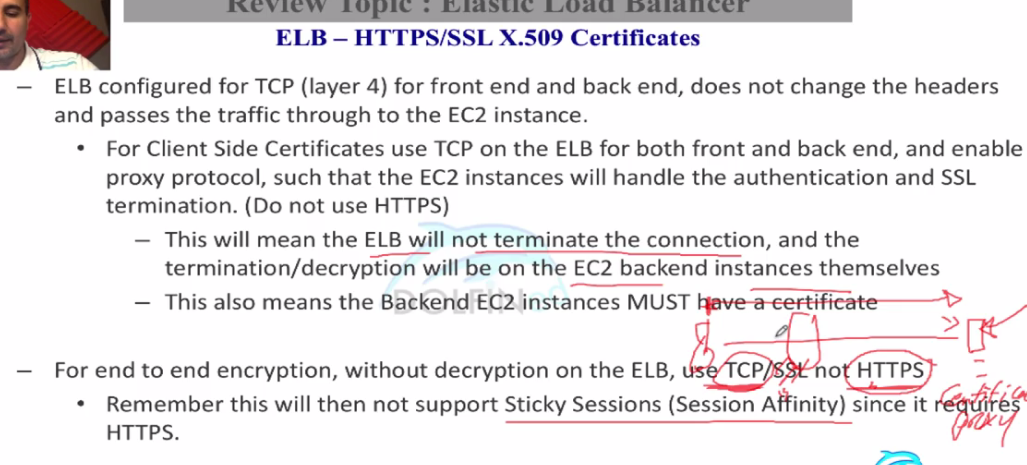 Review Topic : Elastic Load Balancer
ELB – HTTPS/SSL X.509 Certificates
– ELB configured for TCP (layer 4) for front end and back end, does not change the headers
and passes the traffic through to the EC2 instance.
• For Client Side Certificates use TCP on the ELB for both front and back end, and enable
proxy protocol, such that the EC2 instances will handle the authentication and SSL
termination. (Do not use HTTPS)
– This will mean the ELB will not terminate the connection, and the
termination/decryption will be on the EC2 backend instances themselves
– This also means the Backend EC2 instances MUST have a certificate
DOLFIN
– For end to end encryption, without decryption on the ELB, use TCP/SSL not HTTPS
• Remember this will then not support Sticky Sessions (Session Affinity) since it requires
HTTPS.
proxy